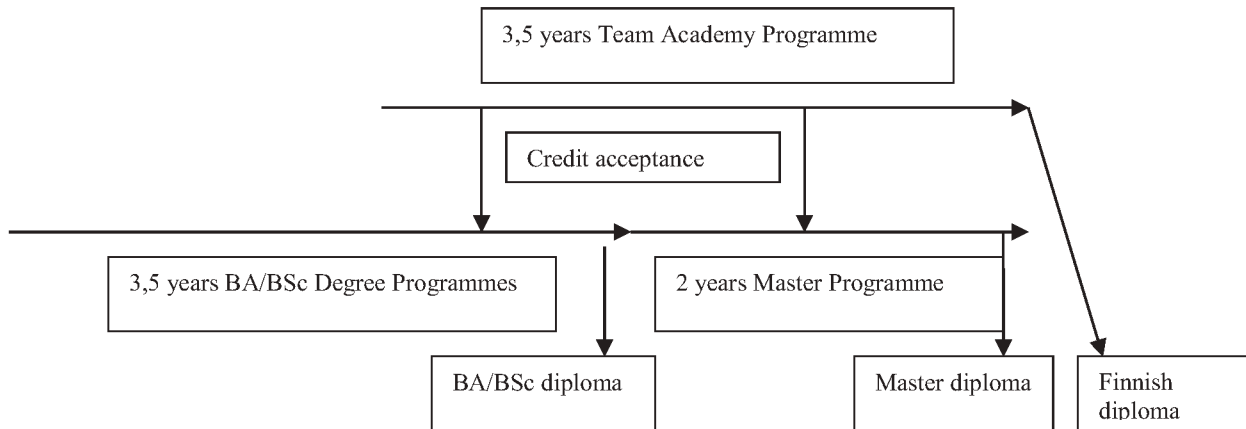 3,5 years Team Academy Programme
Credit acceptance
3,5 years BA/BSc Degree Programmes
2 years Master Programme
BA/BSc diploma
Master diploma
Finnish
diploma